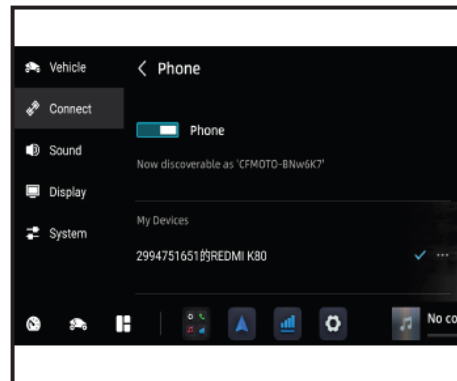 Vehicle
Phone
Connect
Phone
Sound
Now discoverable as 'CFMOTO-BNw6K7'
Display
My Devices
System
2994751651的REDMI K80
No co